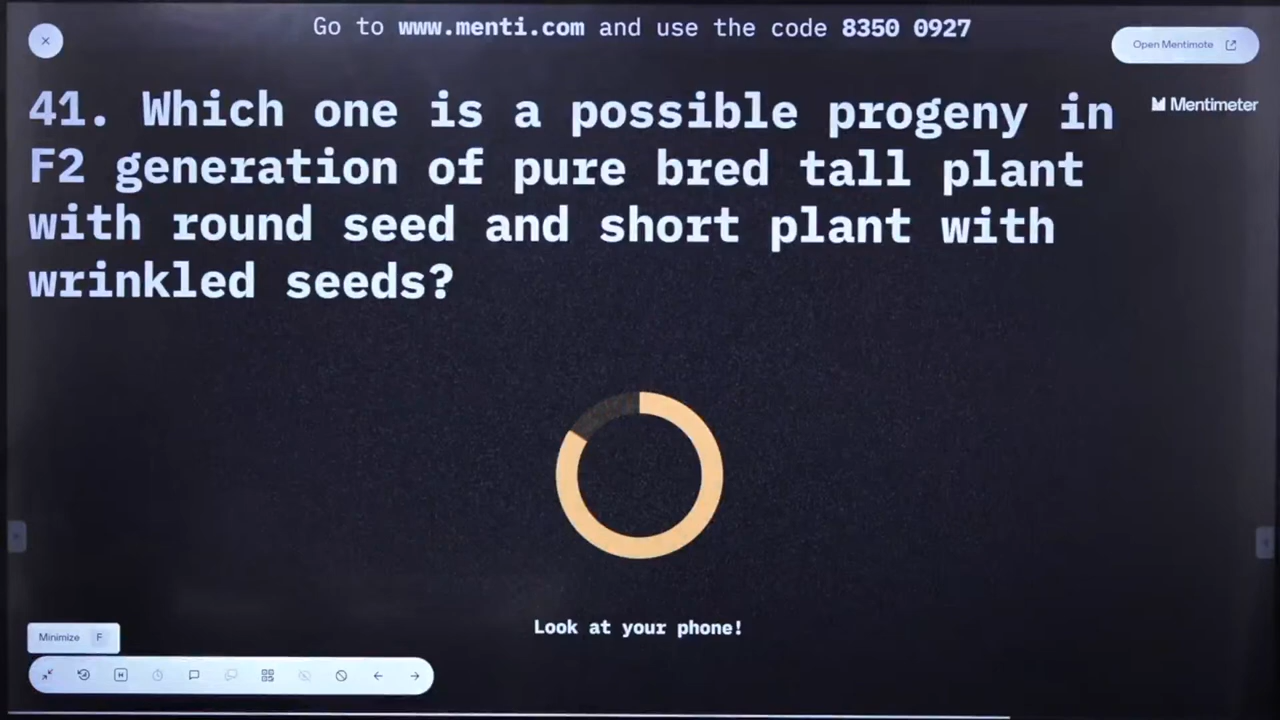 Go to www.menti.com and use the code 8350 0927
Open Mentimote
Mentimeter
41. Which one is a possible progeny in
F2 generation of pure bred tall plant
with round seed and short plant with
wrinkled seeds?
Look at your phone!
Minimize F